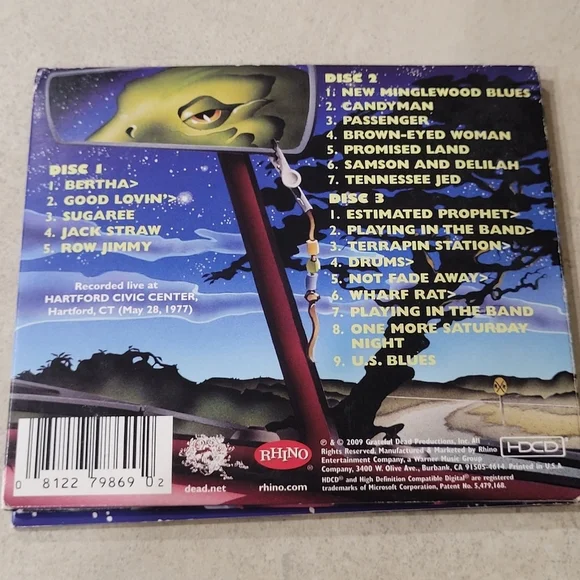 DISC 1
1. BERTHA>
2. GOOD LOVIN'>
3. SUGAREE
4. JACK STRAW
5. ROW JIMMY
Recorded live at
HARTFORD CIVIC CENTER,
Hartford, CT (May 28, 1977)
DISC 2
1. NEW MINGLEWOOD BLUES
2. CANDYMAN
3. PASSENGER
4. BROWN-EYED WOMAN
5. PROMISED LAND
6. SAMSON AND DELILAH
7. TENNESSEE JED
DISC 3
1. ESTIMATED PROPHET>
2. PLAYING IN THE BAND>
3. TERRAPIN STATION>
4. DRUMS>
5. NOT FADE AWAY>
6. WHARF RAT>
7. PLAYING IN THE BAND
8. ONE MORE SATURDAY
NIGHT
9. U.S. BLUES
0 81227 98690 2
dead.net
RHINO®
rhino.com
℗ & © 2009 Grateful Dead Productions, Inc. All
Rights Reserved. Manufactured & Marketed by Rhino
Entertainment Company, a Warner Music Group
Company, 3400 W. Olive Ave., Burbank, CA 91505-4614. Printed in U.S.A.
HDCD® and High Definition Compatible Digital® are registered
trademarks of Microsoft Corporation, Patent No. 5,479,168.
HDCD